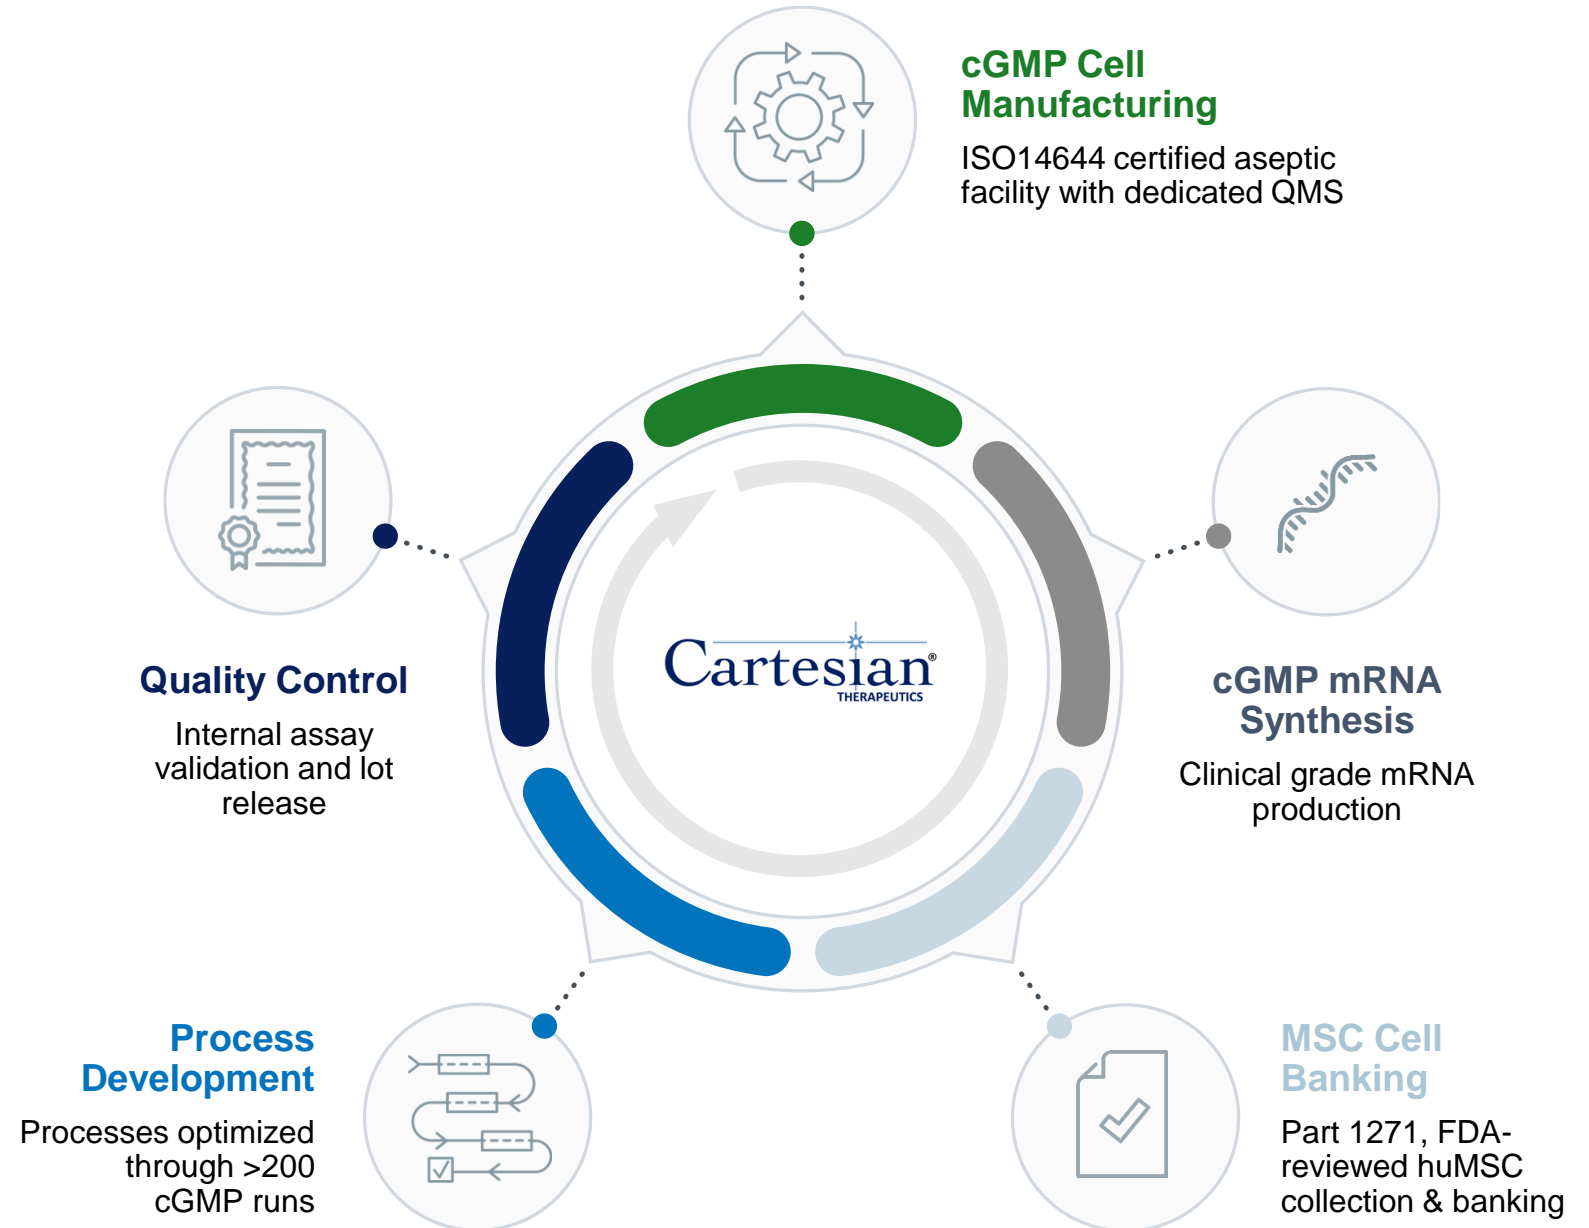 cGMP Cell
Manufacturing
ISO14644 certified aseptic
facility with dedicated QMS
Quality Control
Internal assay
validation and lot
release
Cartesian®
THERAPEUTICS
cGMP mRNA
Synthesis
Clinical grade mRNA
production
Process
Development
Processes optimized
through >200
cGMP runs
MSC Cell
Banking
Part 1271, FDA-
reviewed huMSC
collection & banking